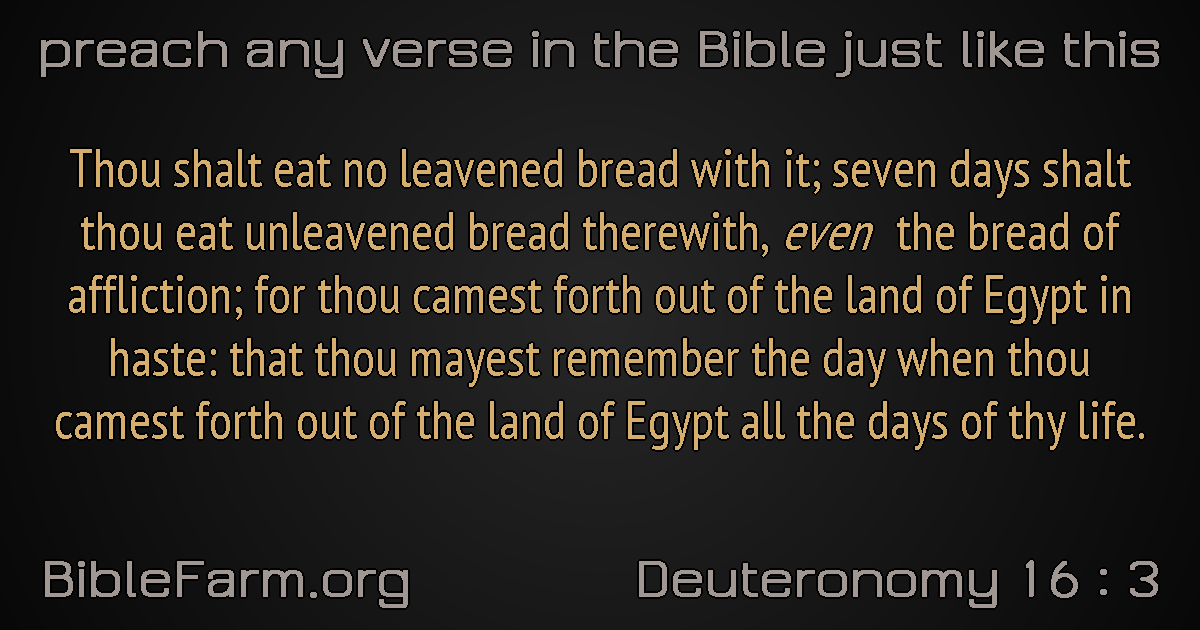 preach any verse in the Bible just like this
Thou shalt eat no leavened bread with it; seven days shalt
thou eat unleavened bread therewith, even the bread of
affliction; for thou camest forth out of the land of Egypt in
haste: that thou mayest remember the day when thou
camest forth out of the land of Egypt all the days of thy life.
BibleFarm.org
Deuteronomy 16 : 3